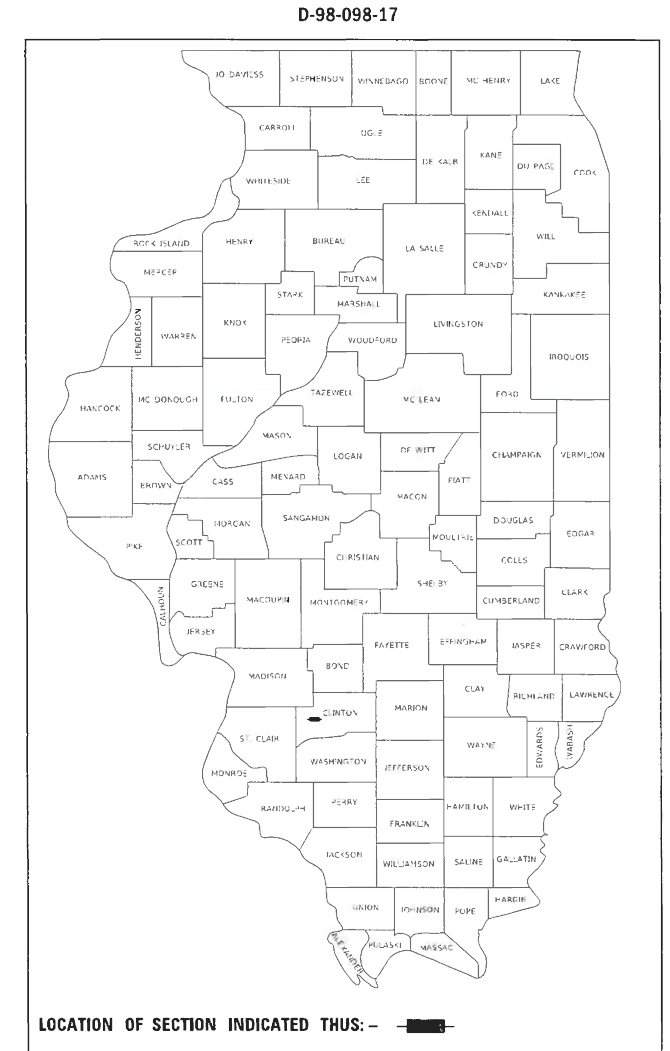 D-98-098-17
JO DAVIESS STEPHENSON WINNEBAGO BOONE MC HENRY LAKE
CARROLL OGLE
DE KALB KANE DU PAGE COOK
WHITESIDE LEE
KENDALL
ROCK ISLAND HENRY BUREAU LA SALLE WILL
MERCER PUTNAM GRUNDY
STARK MARSHALL KANKAKEE
HENDERSON WARREN KNOX PEORIA WOODFORD LIVINGSTON IROQUOIS
HANCOCK MC DONOUGH FULTON TAZEWELL MC LEAN FORD
MASON
SCHUYLER LOGAN DE WITT CHAMPAIGN VERMILION
ADAMS BROWN CASS MENARD PIATT
MACON
MORGAN SANGAMON DOUGLAS
PIKE SCOTT CHRISTIAN MOULTRIE EDGAR
COLES
GREENE SHELBY
CALHOUN MACOUPIN MONTGOMERY CUMBERLAND CLARK
JERSEY FAYETTE EFFINGHAM JASPER CRAWFORD
MADISON BOND
CLAY RICHLAND LAWRENCE
CLINTON MARION
ST. CLAIR WAYNE EDWARDS WABASH
MONROE WASHINGTON JEFFERSON
RANDOLPH PERRY HAMILTON WHITE
FRANKLIN
JACKSON WILLIAMSON SALINE GALLATIN
UNION JOHNSON POPE HARDIN
ALEXANDER PULASKI MASSAC
LOCATION OF SECTION INDICATED THUS: –